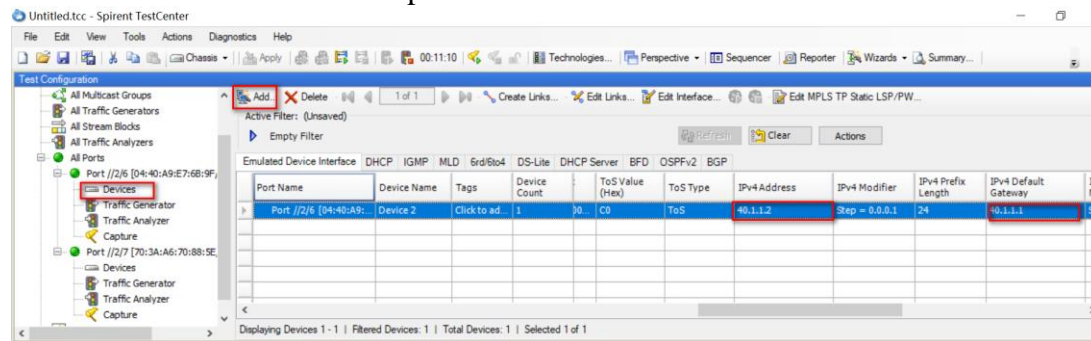 Untitled.tcc - Spirent TestCenter
File Edit View Tools Actions Diagnostics Help
Chassis Apply 00:11:10 Technologies... Perspective Sequencer Reporter Wizards Summary...
Test Configuration
All Multicast Groups
All Traffic Generators
All Stream Blocks
All Traffic Analyzers
All Ports
Port //2/6 [04:40:A9:E7:6B:9F,
Devices
Traffic Generator
Traffic Analyzer
Capture
Port //2/7 [70:3A:A6:70:88:5E,
Devices
Traffic Generator
Traffic Analyzer
Capture
Add... Delete 1 of 1 Create Links... Edit Links... Edit Interface... Edit MPLS TP Static LSP/PW...
Active Filter: (Unsaved)
Empty Filter Refresh Clear Actions
Emulated Device Interface DHCP IGMP MLD 6rd/6to4 DS-Lite DHCP Server BFD OSPFv2 BGP
Port Name Device Name Tags Device Count ToS Value (Hex) ToS Type IPv4 Address IPv4 Modifier IPv4 Prefix Length IPv4 Default Gateway
Port //2/6 [04:40:A9:... Device 2 Click to ad... 1 00... C0 ToS 40.1.1.2 Step = 0.0.0.1 24 40.1.1.1
Displaying Devices 1 - 1 | Filtered Devices: 1 | Total Devices: 1 | Selected 1 of 1